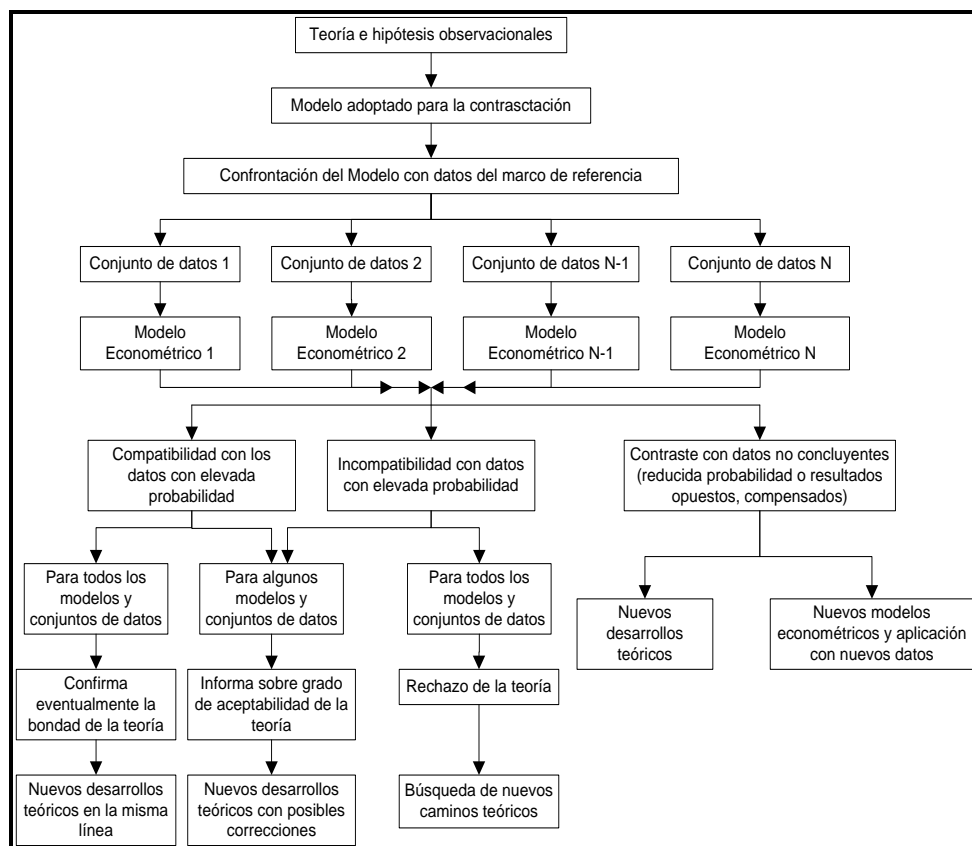 Teoría e hipótesis observacionales
Modelo adoptado para la contrasctación
Confrontación del Modelo con datos del marco de referencia
Conjunto de datos 1
Conjunto de datos 2
Conjunto de datos N-1
Conjunto de datos N
Modelo
Econométrico 1
Modelo
Econométrico 2
Modelo
Econométrico N-1
Modelo
Econométrico N
Compatibilidad con los
datos con elevada
probabilidad
Incompatibilidad con datos
con elevada probabilidad
Contraste con datos no concluyentes
(reducida probabilidad o resultados
opuestos, compensados)
Para todos los
modelos y
conjuntos de datos
Para algunos
modelos y
conjuntos de datos
Para todos los
modelos y
conjuntos de datos
Nuevos
desarrollos
teóricos
Nuevos modelos
econométricos y aplicación
con nuevos datos
Confirma
eventualmente la
bondad de la teoría
Informa sobre grado
de aceptabilidad de la
teoría
Rechazo de la teoría
Nuevos desarrollos
teóricos en la misma
línea
Nuevos desarrollos
teóricos con posibles
correcciones
Búsqueda de nuevos
caminos teóricos